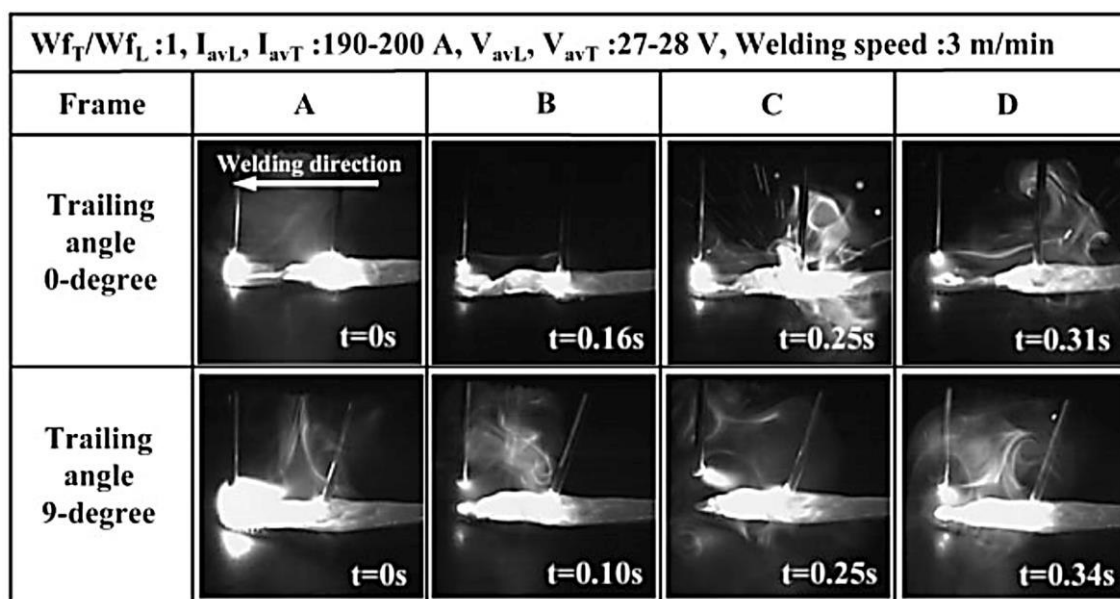 Wf_T/Wf_L :1, I_avL, I_avT :190-200 A, V_avL, V_avT :27-28 V, Welding speed :3 m/min
Frame A B C D
Trailing angle 0-degree
Welding direction
t=0s
t=0.16s
t=0.25s
t=0.31s
Trailing angle 9-degree
t=0s
t=0.10s
t=0.25s
t=0.34s